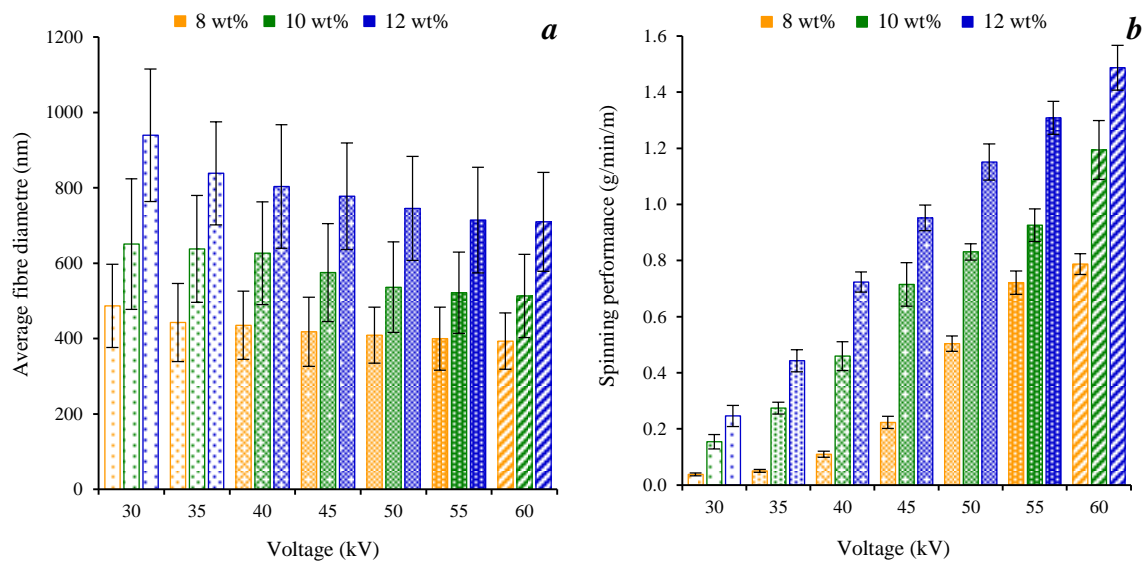 8 wt% 10 wt% 12 wt%
a
Average fibre diametre (nm)
1200
1000
800
600
400
200
0
30 35 40 45 50 55 60
Voltage (kV)
8 wt% 10 wt% 12 wt%
b
Spinning performance (g/min/m)
1.6
1.4
1.2
1.0
0.8
0.6
0.4
0.2
0.0
30 35 40 45 50 55 60
Voltage (kV)